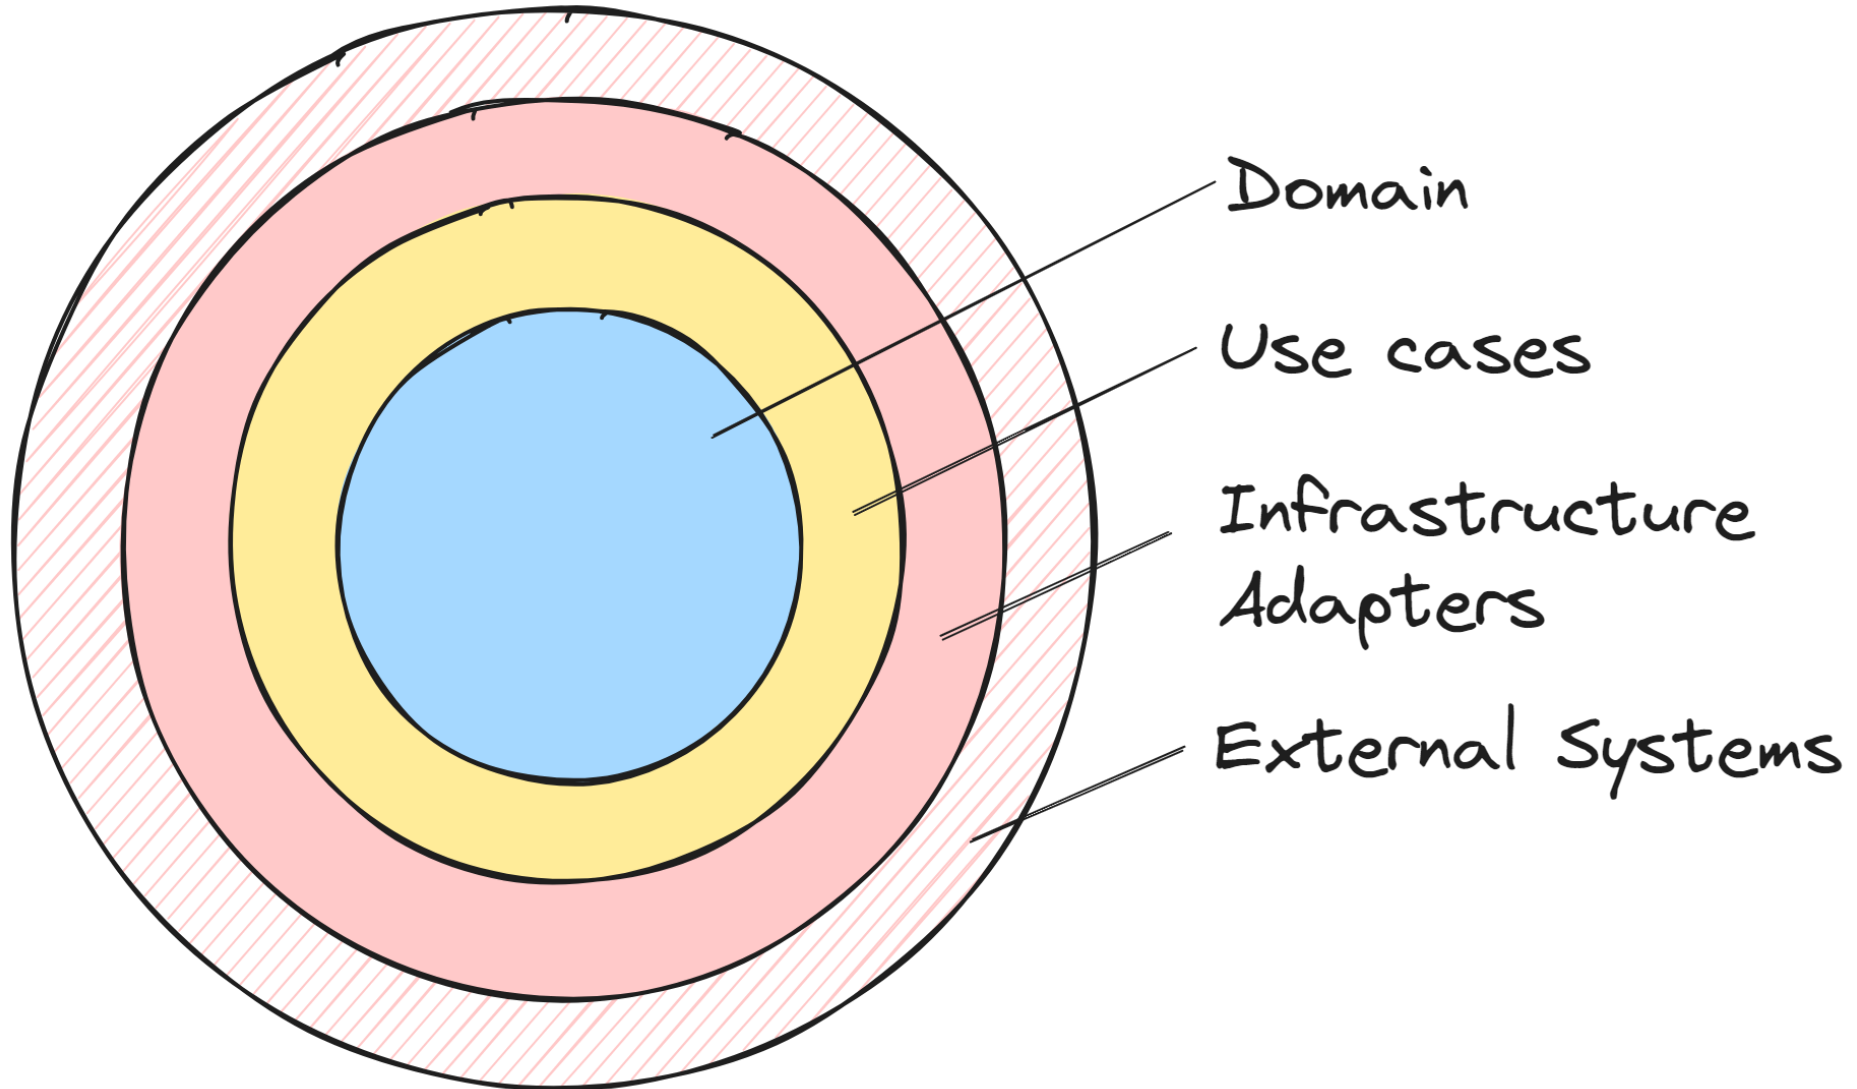 Domain
Use cases
Infrastructure
Adapters
External Systems